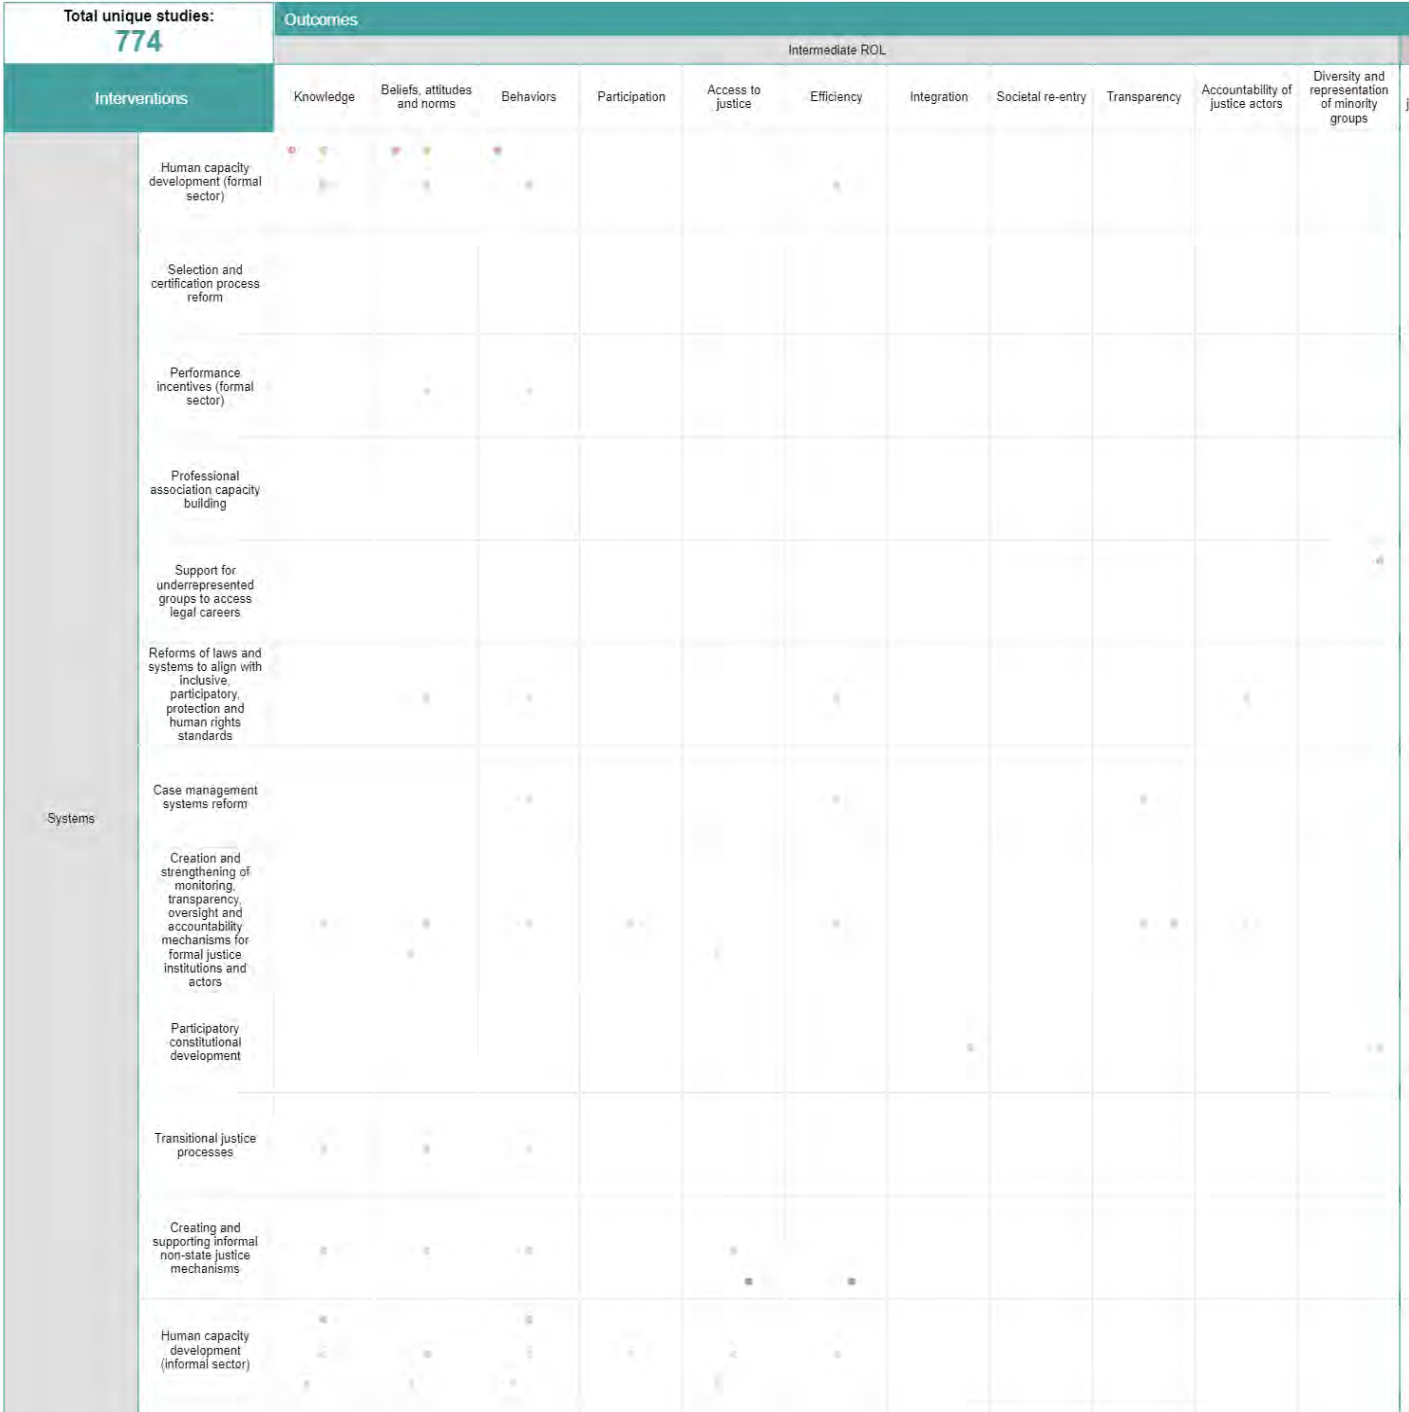 Total unique studies:
774
Outcomes
Intermediate ROL
Interventions
Knowledge
Beliefs, attitudes
and norms
Behaviors
Participation
Access to
justice
Efficiency
Integration
Societal re-entry
Transparency
Accountability of
justice actors
Diversity and
representation
of minority
groups
Systems
Human capacity
development (formal
sector)
Selection and
certification process
reform
Performance
incentives (formal
sector)
Professional
association capacity
building
Support for
underrepresented
groups to access
legal careers
Reforms of laws and
systems to align with
inclusive,
participatory,
protection and
human rights
standards
Case management
systems reform
Creation and
strengthening of
monitoring,
transparency,
oversight and
accountability
mechanisms for
formal justice
institutions and
actors
Participatory
constitutional
development
Transitional justice
processes
Creating and
supporting informal
non-state justice
mechanisms
Human capacity
development
(informal sector)